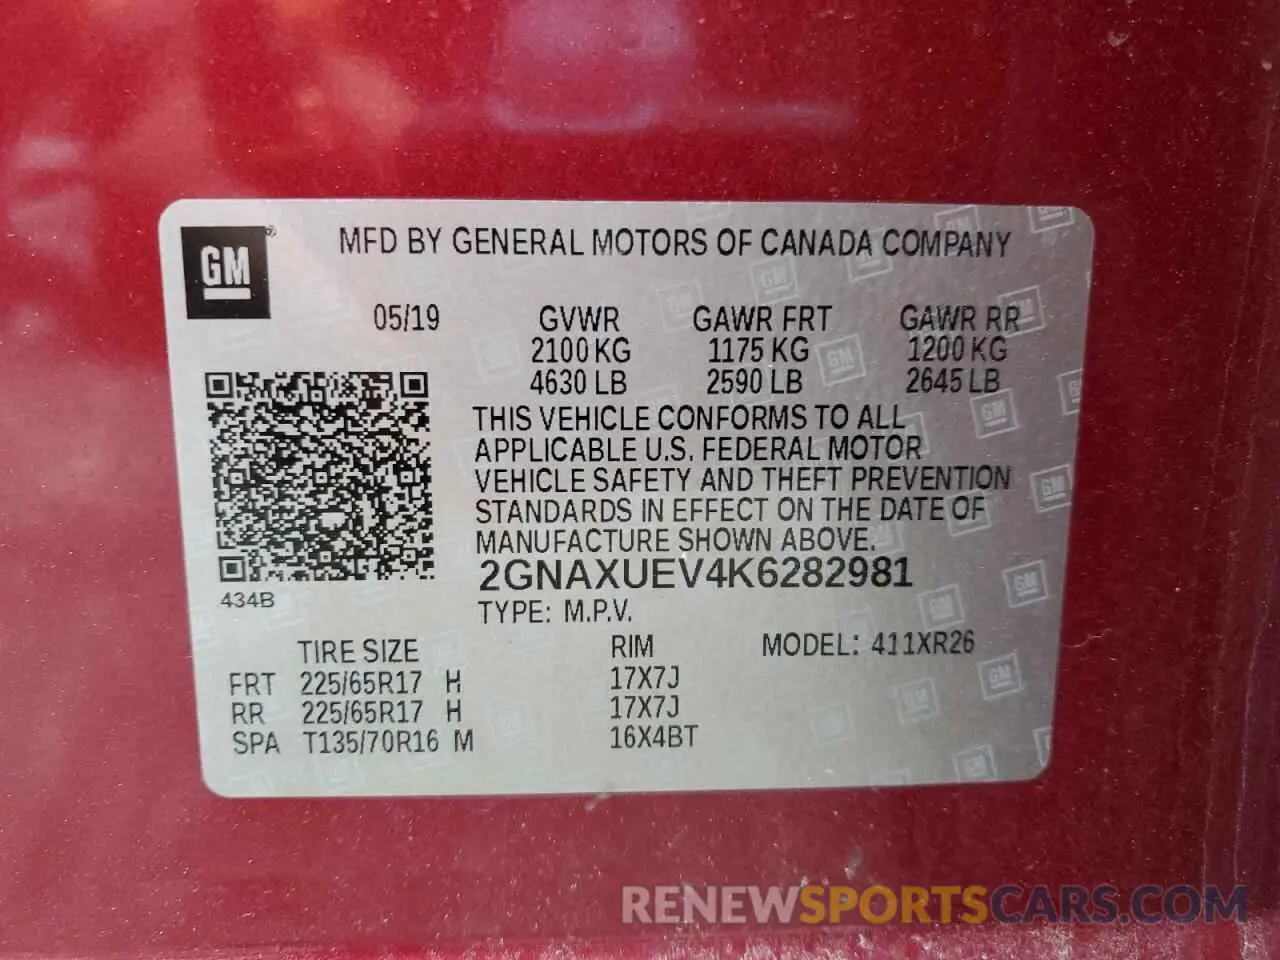 GM
MFD BY GENERAL MOTORS OF CANADA COMPANY
05/19 GVWR GAWR FRT GAWR RR
2100 KG 1175 KG 1200 KG
4630 LB 2590 LB 2645 LB
THIS VEHICLE CONFORMS TO ALL
APPLICABLE U.S. FEDERAL MOTOR
VEHICLE SAFETY AND THEFT PREVENTION
STANDARDS IN EFFECT ON THE DATE OF
MANUFACTURE SHOWN ABOVE.
2GNAXUEV4K6282981
434B
TYPE: M.P.V.
TIRE SIZE RIM MODEL: 411XR26
FRT 225/65R17 H 17X7J
RR 225/65R17 H 17X7J
SPA T135/70R16 M 16X4BT
RENEWSPORTSCARS.COM